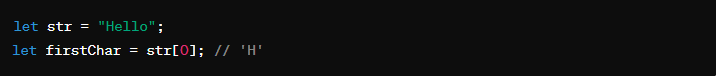 let str = "Hello";
let firstChar = str[0]; // 'H'